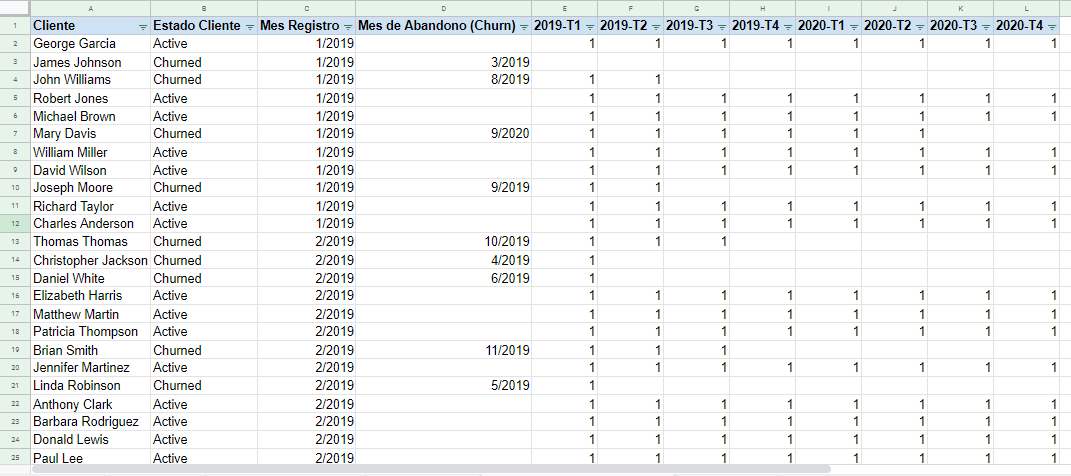 A B C D E F G H I J K L
1 Cliente Estado Cliente Mes Registro Mes de Abandono (Churn) 2019-T1 2019-T2 2019-T3 2019-T4 2020-T1 2020-T2 2020-T3 2020-T4
2 George Garcia Active 1/2019 1 1 1 1 1 1 1 1
3 James Johnson Churned 1/2019 3/2019
4 John Williams Churned 1/2019 8/2019 1 1
5 Robert Jones Active 1/2019 1 1 1 1 1 1 1 1
6 Michael Brown Active 1/2019 1 1 1 1 1 1 1 1
7 Mary Davis Churned 1/2019 9/2020 1 1 1 1 1 1
8 William Miller Active 1/2019 1 1 1 1 1 1 1 1
9 David Wilson Active 1/2019 1 1 1 1 1 1 1 1
10 Joseph Moore Churned 1/2019 9/2019 1 1
11 Richard Taylor Active 1/2019 1 1 1 1 1 1 1 1
12 Charles Anderson Active 1/2019 1 1 1 1 1 1 1 1
13 Thomas Thomas Churned 2/2019 10/2019 1 1 1
14 Christopher Jackson Churned 2/2019 4/2019 1
15 Daniel White Churned 2/2019 6/2019 1
16 Elizabeth Harris Active 2/2019 1 1 1 1 1 1 1 1
17 Matthew Martin Active 2/2019 1 1 1 1 1 1 1 1
18 Patricia Thompson Active 2/2019 1 1 1 1 1 1 1 1
19 Brian Smith Churned 2/2019 11/2019 1 1 1
20 Jennifer Martinez Active 2/2019 1 1 1 1 1 1 1 1
21 Linda Robinson Churned 2/2019 5/2019 1
22 Anthony Clark Active 2/2019 1 1 1 1 1 1 1 1
23 Barbara Rodriguez Active 2/2019 1 1 1 1 1 1 1 1
24 Donald Lewis Active 2/2019 1 1 1 1 1 1 1 1
25 Paul Lee Active 2/2019 1 1 1 1 1 1 1 1